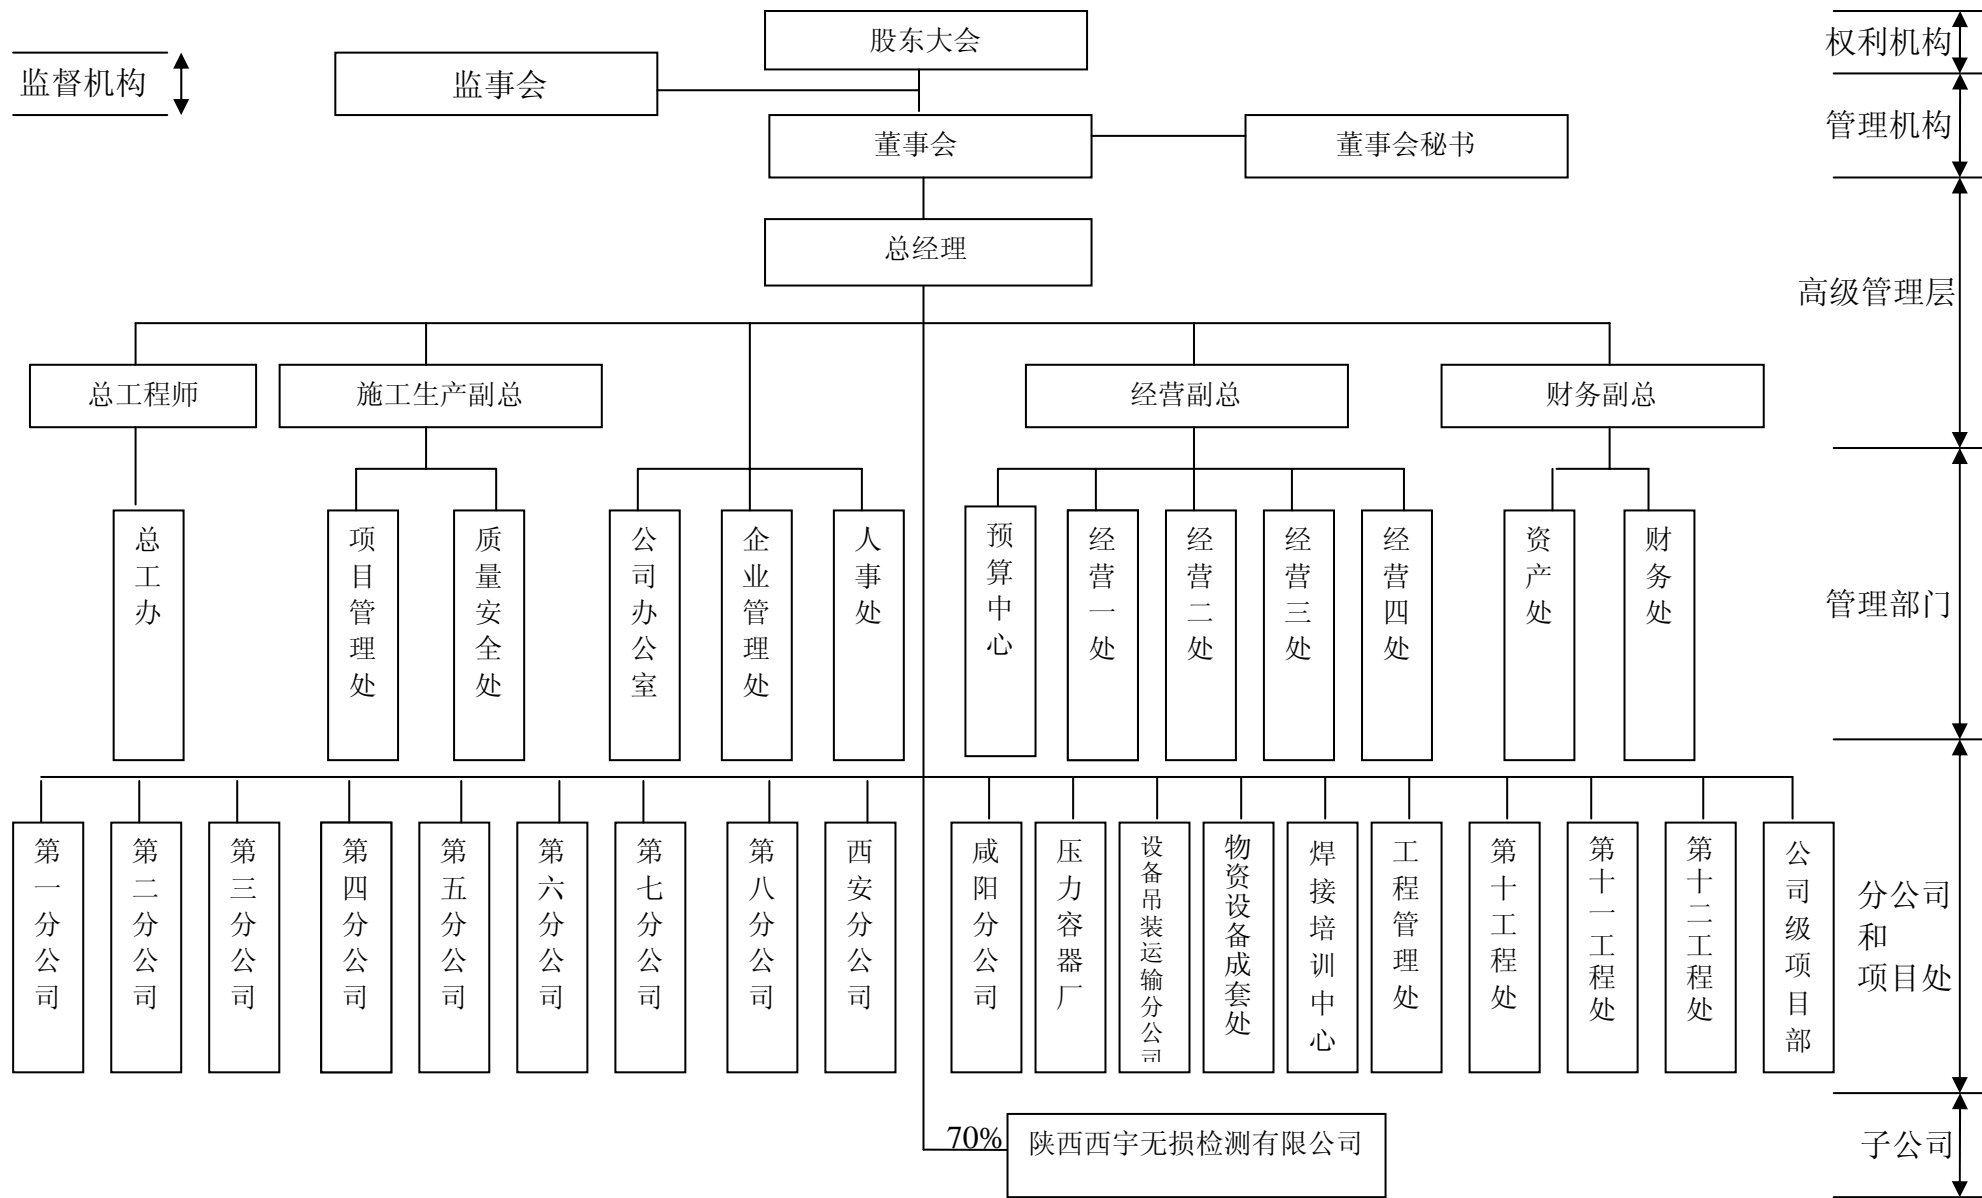 股东大会
权利机构
监督机构
监事会
管理机构
董事会
董事会秘书
总经理
高级管理层
总工程师
施工生产副总
经营副总
财务副总
总工办
项目管理处
质量安全处
公司办公室
企业管理处
人事处
预算中心
经营一处
经营二处
经营三处
经营四处
资产处
财务处
管理部门
第一分公司
第二分公司
第三分公司
第四分公司
第五分公司
第六分公司
第七分公司
第八分公司
西安分公司
咸阳分公司
压力容器厂
设备吊装运输分公司
物资设备成套处
焊接培训中心
工程管理处
第十工程处
第十一工程处
第十二工程处
公司级项目部
分公司
和
项目处
70%
陕西西宇无损检测有限公司
子公司